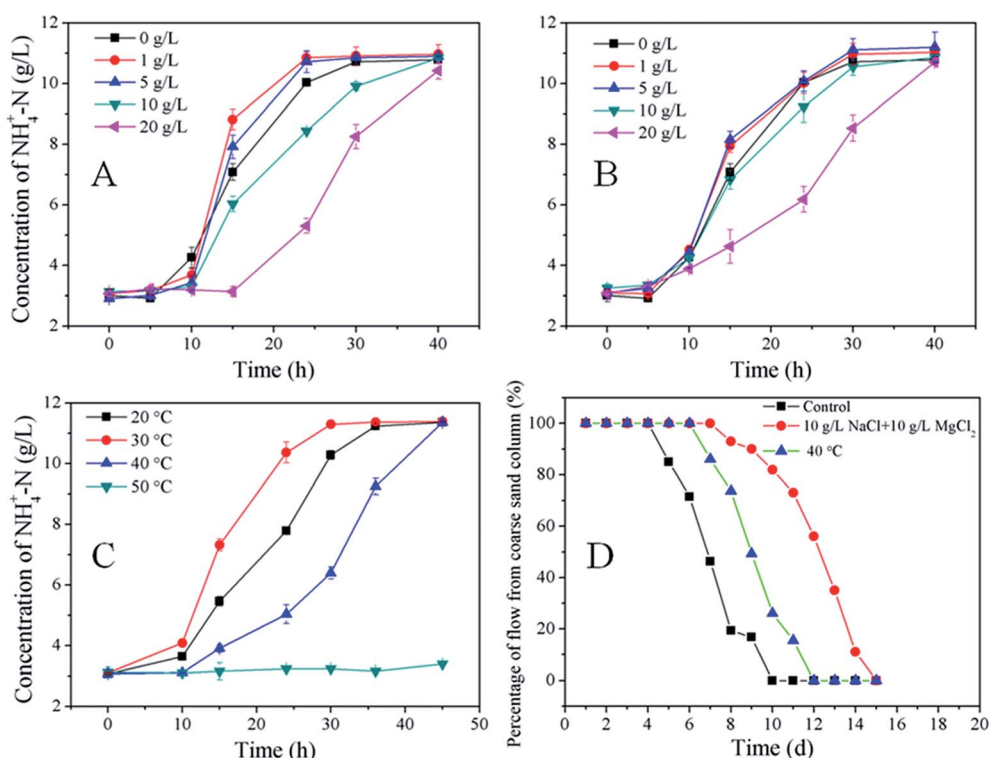 12
10
8
6
4
2
Concentration of NH₄⁺-N (g/L)
0 g/L
1 g/L
5 g/L
10 g/L
20 g/L
A
0 10 20 30 40
Time (h)
12
10
8
6
4
2
Concentration of NH₄⁺-N (g/L)
0 g/L
1 g/L
5 g/L
10 g/L
20 g/L
B
0 10 20 30 40
Time (h)
12
10
8
6
4
2
Concentration of NH₄⁺-N (g/L)
20 °C
30 °C
40 °C
50 °C
C
0 10 20 30 40 50
Time (h)
100
80
60
40
20
0
Percentage of flow from coarse sand column (%)
Control
10 g/L NaCl+10 g/L MgCl₂
40 °C
D
0 2 4 6 8 10 12 14 16 18 20
Time (d)